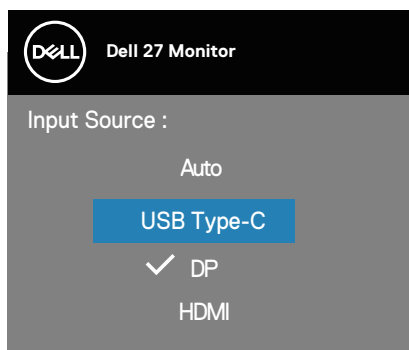 DELL Dell 27 Monitor
Input Source :
Auto
USB Type-C
DP
HDMI